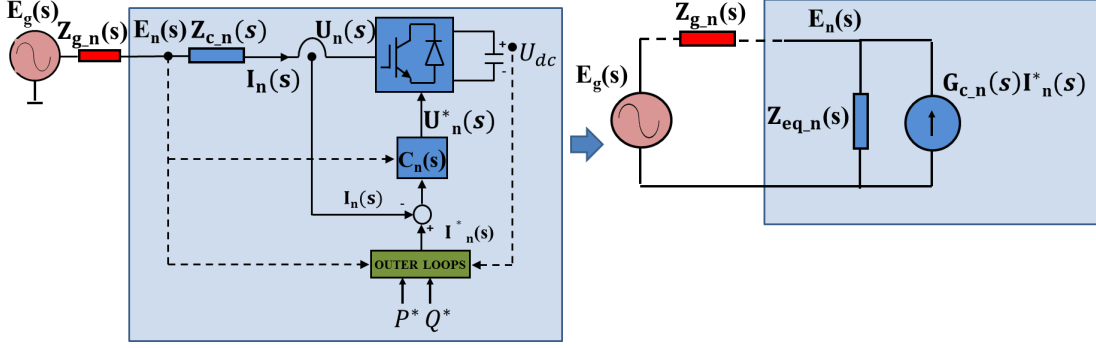 E_g(s)
Z_g_n(s)
E_n(s)
Z_c_n(s)
I_n(s)
U_n(s)
+
-
U_dc
U*_n(s)
C_n(s)
I_n(s)
-
+
I*_n(s)
OUTER LOOPS
P* Q*
Z_g_n(s)
E_n(s)
E_g(s)
Z_eq_n(s)
G_c_n(s)I*_n(s)